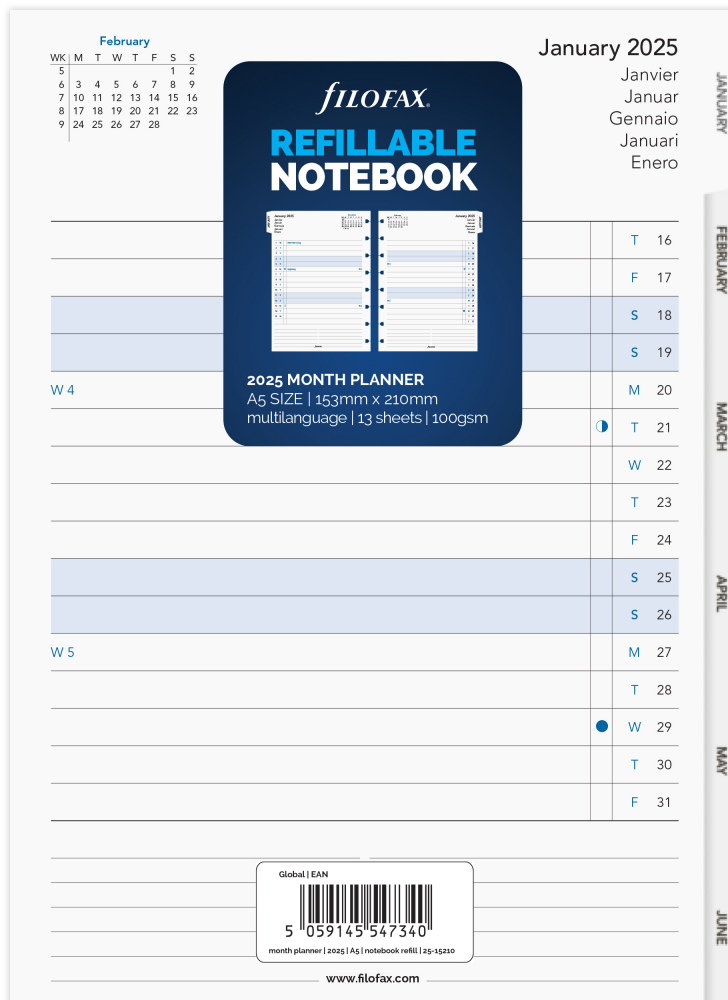 February
WK M T W T F S S
5 1 2
6 3 4 5 6 7 8 9
7 10 11 12 13 14 15 16
8 17 18 19 20 21 22 23
9 24 25 26 27 28
January 2025
Janvier
Januar
Gennaio
Januari
Enero
JANUARY
FEBRUARY
MARCH
APRIL
MAY
JUNE
fILOFAX®
REFILLABLE
NOTEBOOK
January 2025
January 2025
2025 MONTH PLANNER
A5 SIZE | 153mm x 210mm
multilanguage | 13 sheets | 100gsm
T 16
F 17
S 18
S 19
W 4 M 20
T 21
W 22
T 23
F 24
S 25
S 26
W 5 M 27
T 28
W 29
T 30
F 31
Global | EAN
5 059145 547340
month planner | 2025 | A5 | notebook refill | 25-15210
www.filofax.com